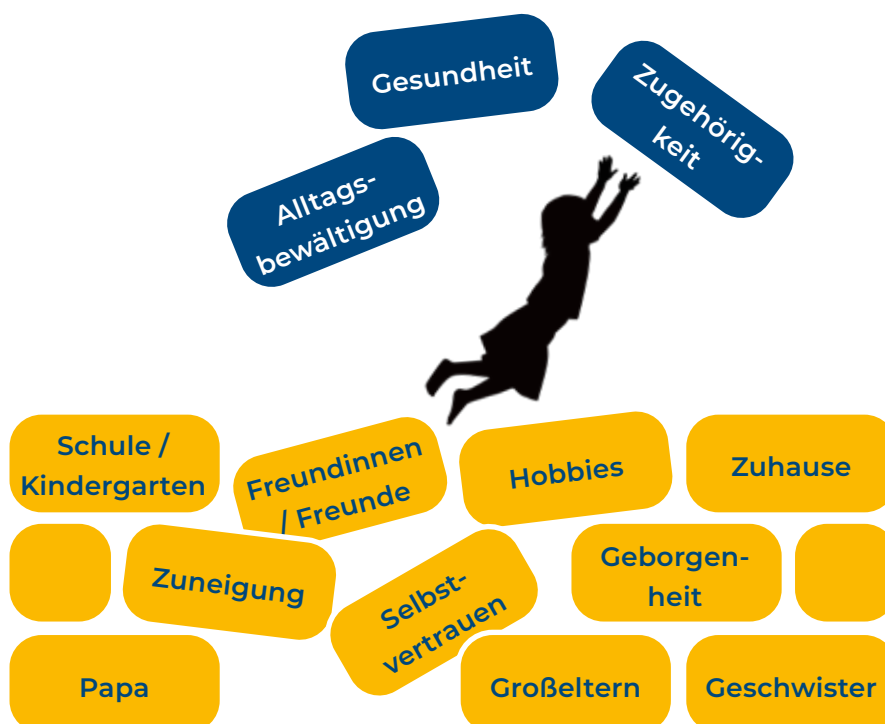 Gesundheit
Zugehörig-
keit
Alltags-
bewältigung
Schule /
Kindergarten
Freundinnen
/ Freunde
Hobbies
Zuhause
Zuneigung
Selbst-
vertrauen
Geborgen-
heit
Papa
Großeltern
Geschwister